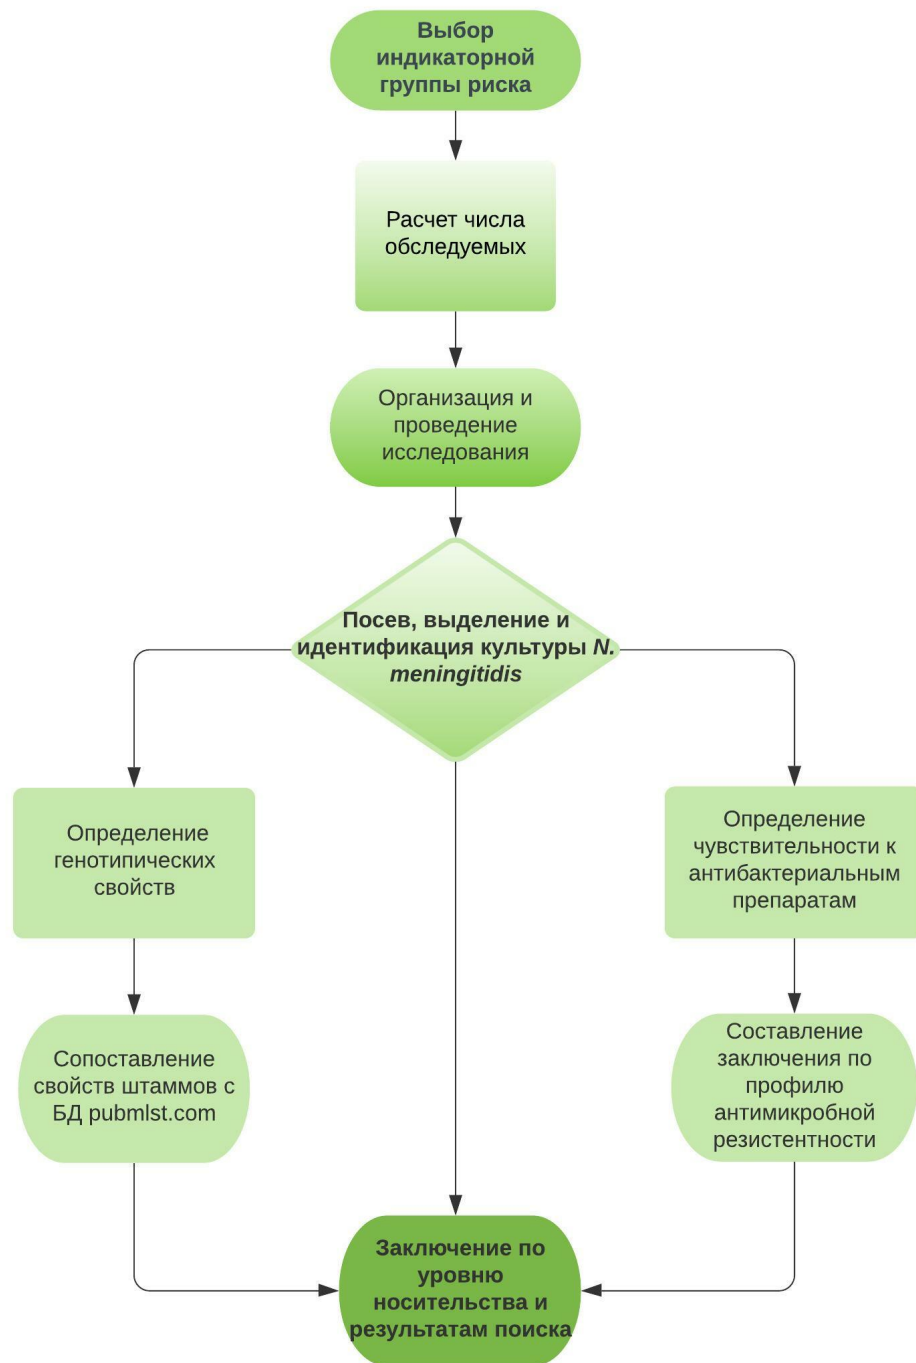 Выбор
индикаторной
группы риска
Расчет числа
обследуемых
Организация и
проведение
исследования
Посев, выделение и
идентификация культуры N.
meningitidis
Определение
генотипических
свойств
Определение
чувствительности к
антибактериальным
препаратам
Сопоставление
свойств штаммов с
БД pubmlst.com
Составление
заключения по
профилю
антимикробной
резистентности
Заключение по
уровню
носительства и
результатам поиска